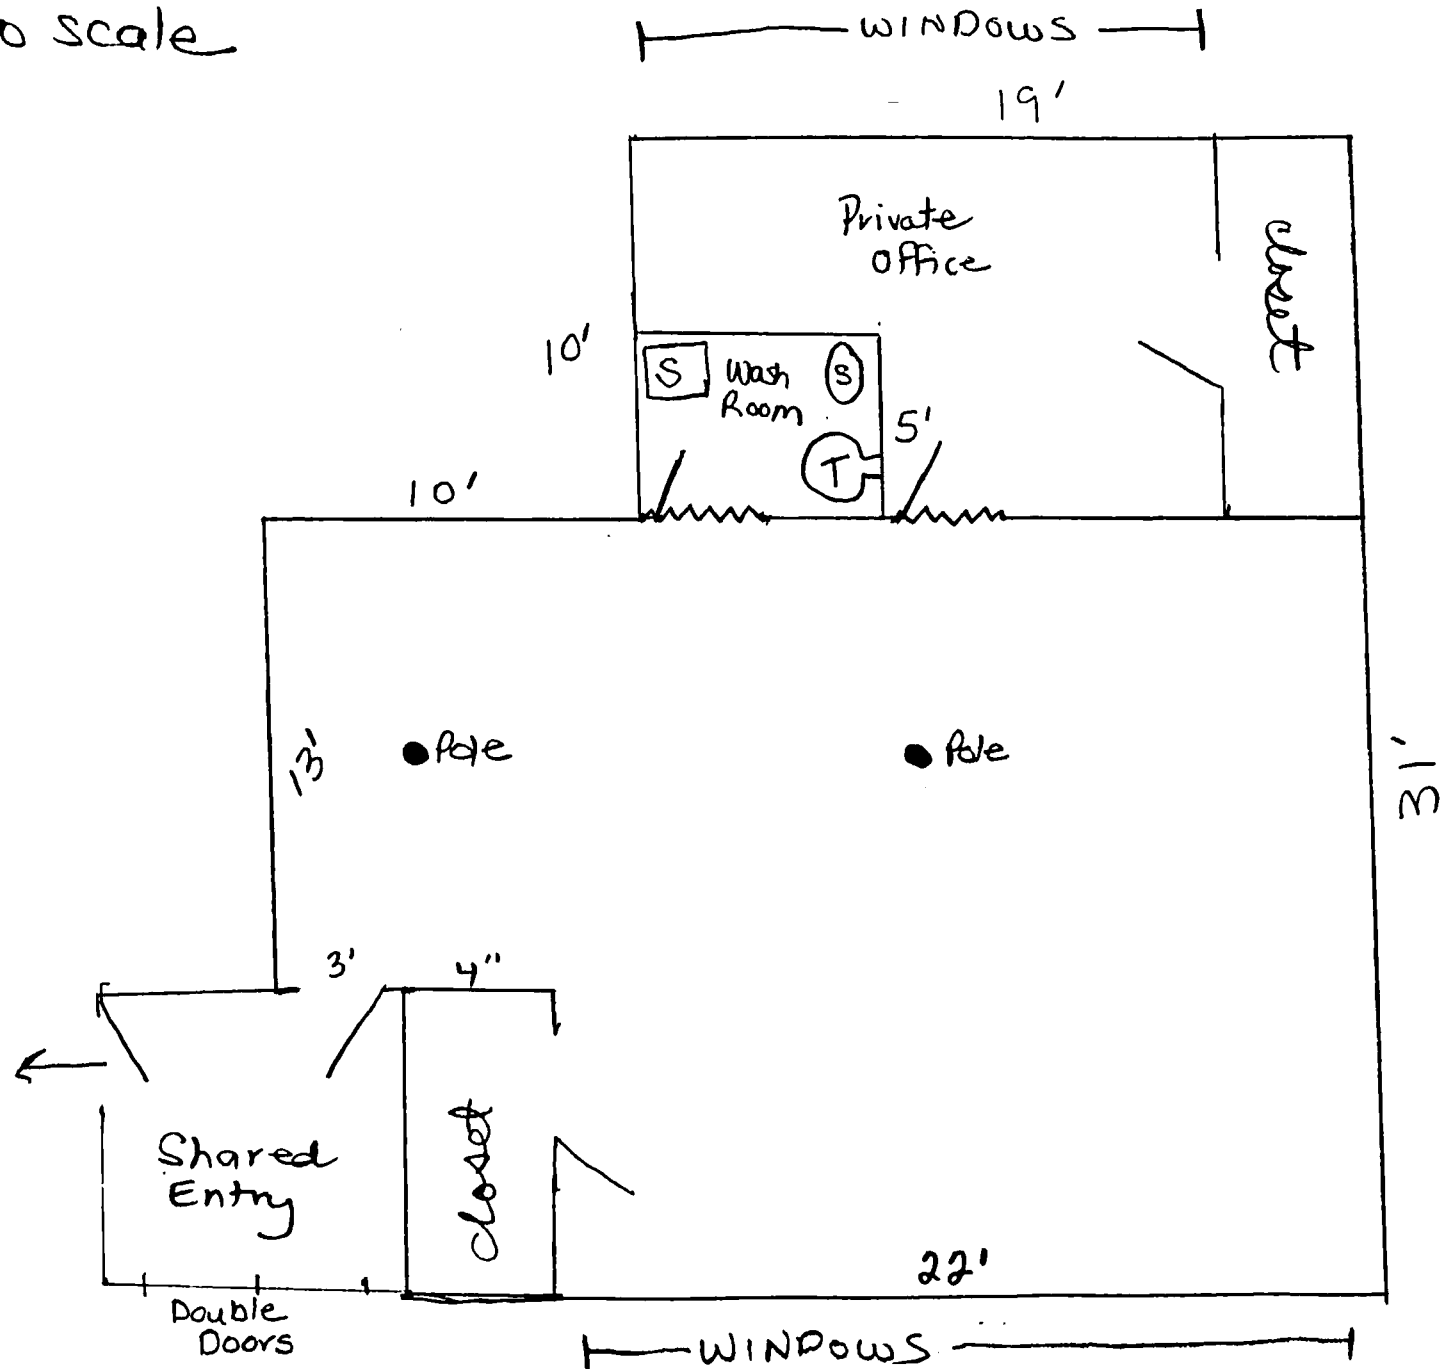 o scale
WINDOWS
19'
Private
Office
closet
10'
S
Wash
Room
S
5'
T
10'
Pole
Pole
13'
31'
3'
4"
Shared
Entry
closet
22'
Double
Doors
WINDOWS